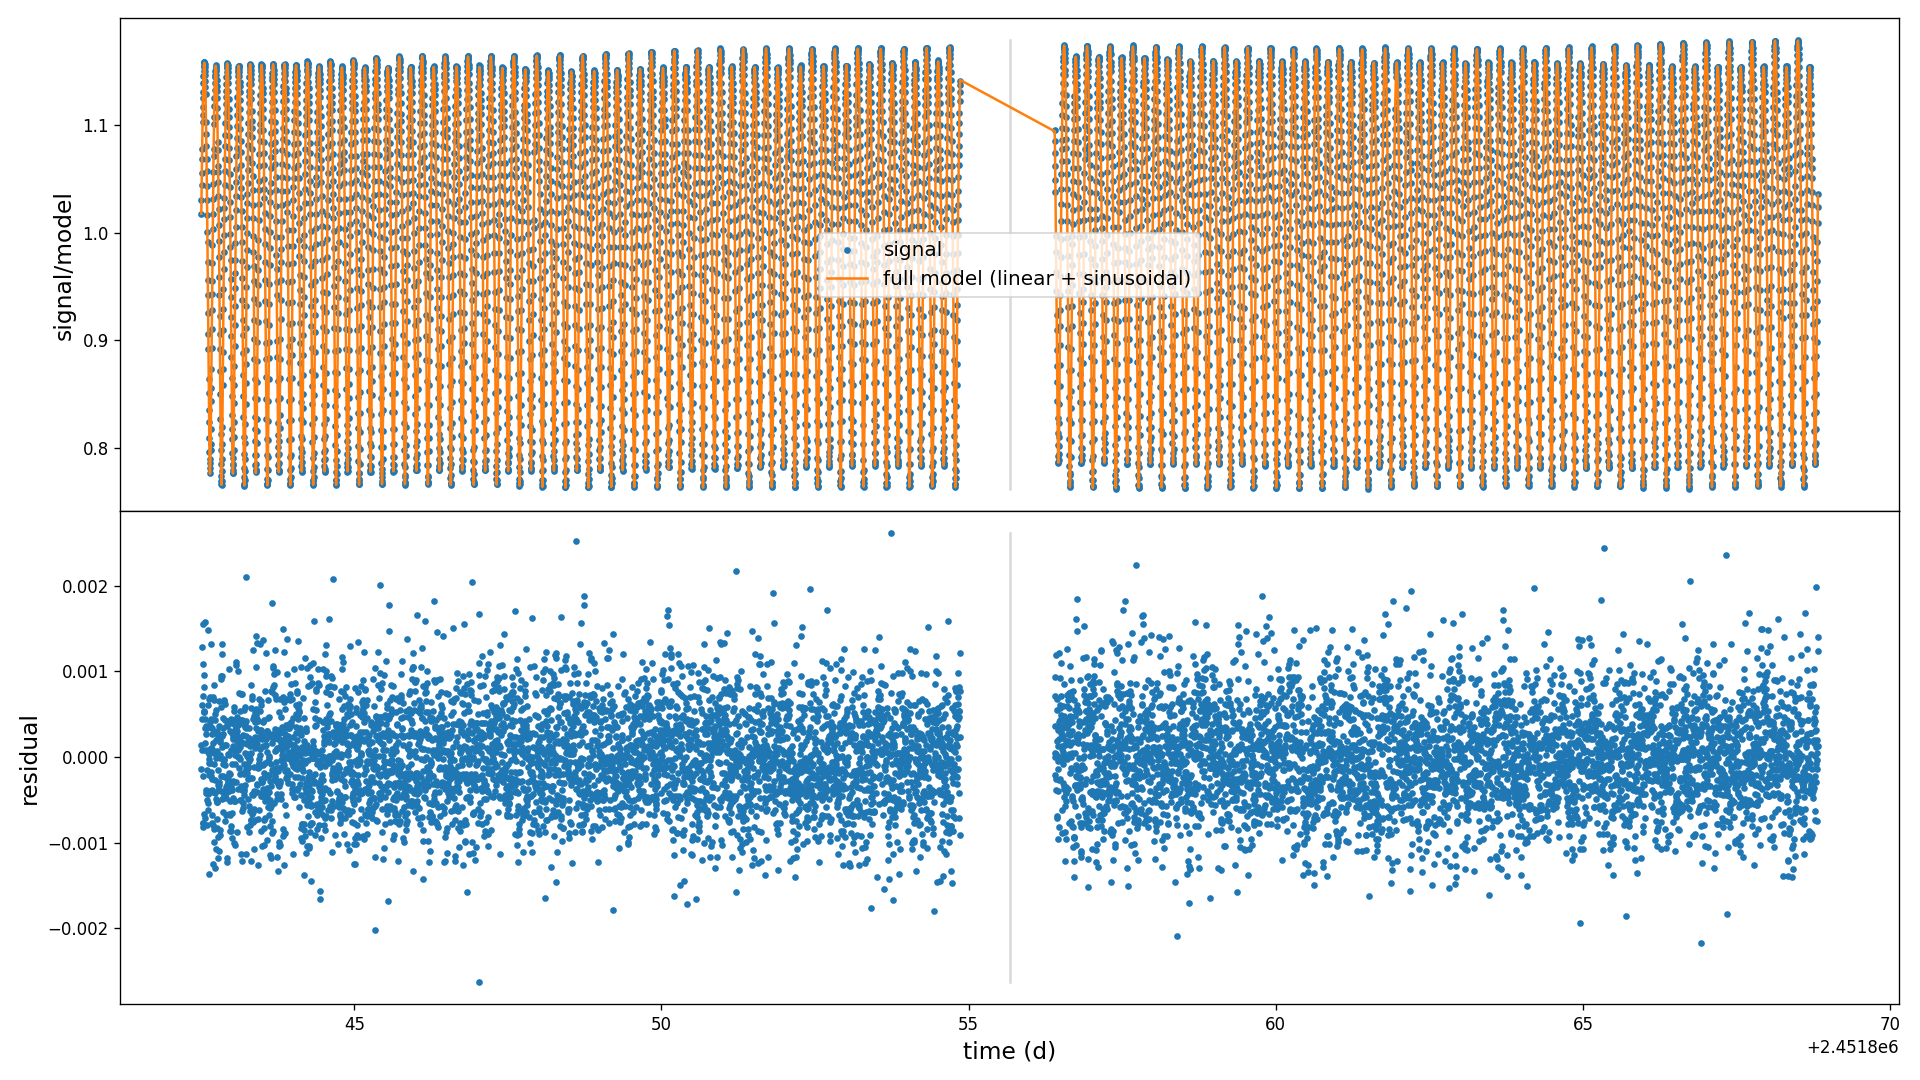 1.1
1.0
0.9
0.8
signal/model
signal
full model (linear + sinusoidal)
0.002
0.001
0.000
−0.001
−0.002
residual
45
50
55
60
65
70
time (d)
+2.4518e6